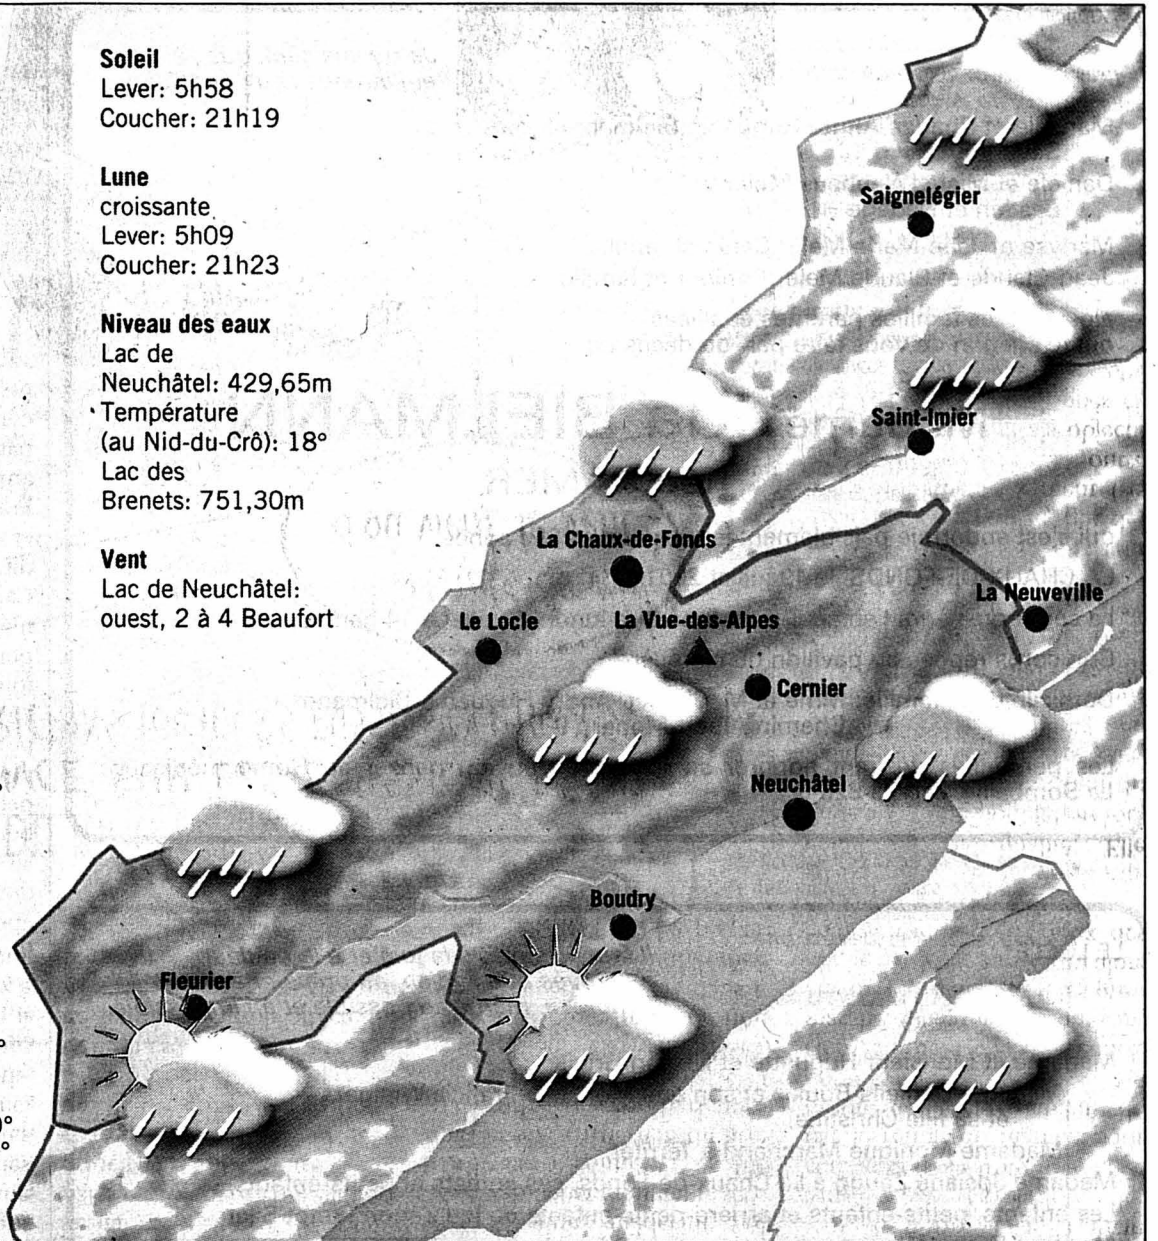 Soleil
Lever: 5h58
Coucher: 21h19
Lune
croissante
Lever: 5h09
Coucher: 21h23
Niveau des eaux
Lac de
Neuchâtel: 429,65m
Température
(au Nid-du-Crô): 18°
Lac des
Brenets: 751,30m
Vent
Lac de Neuchâtel:
ouest, 2 à 4 Beaufort
Saignelégier
Saint-Imier
La Chaux-de-Fonds
La Neuveville
Le Locle
La Vue-des-Alpes
Cernier
Neuchâtel
Boudry
Fleurier